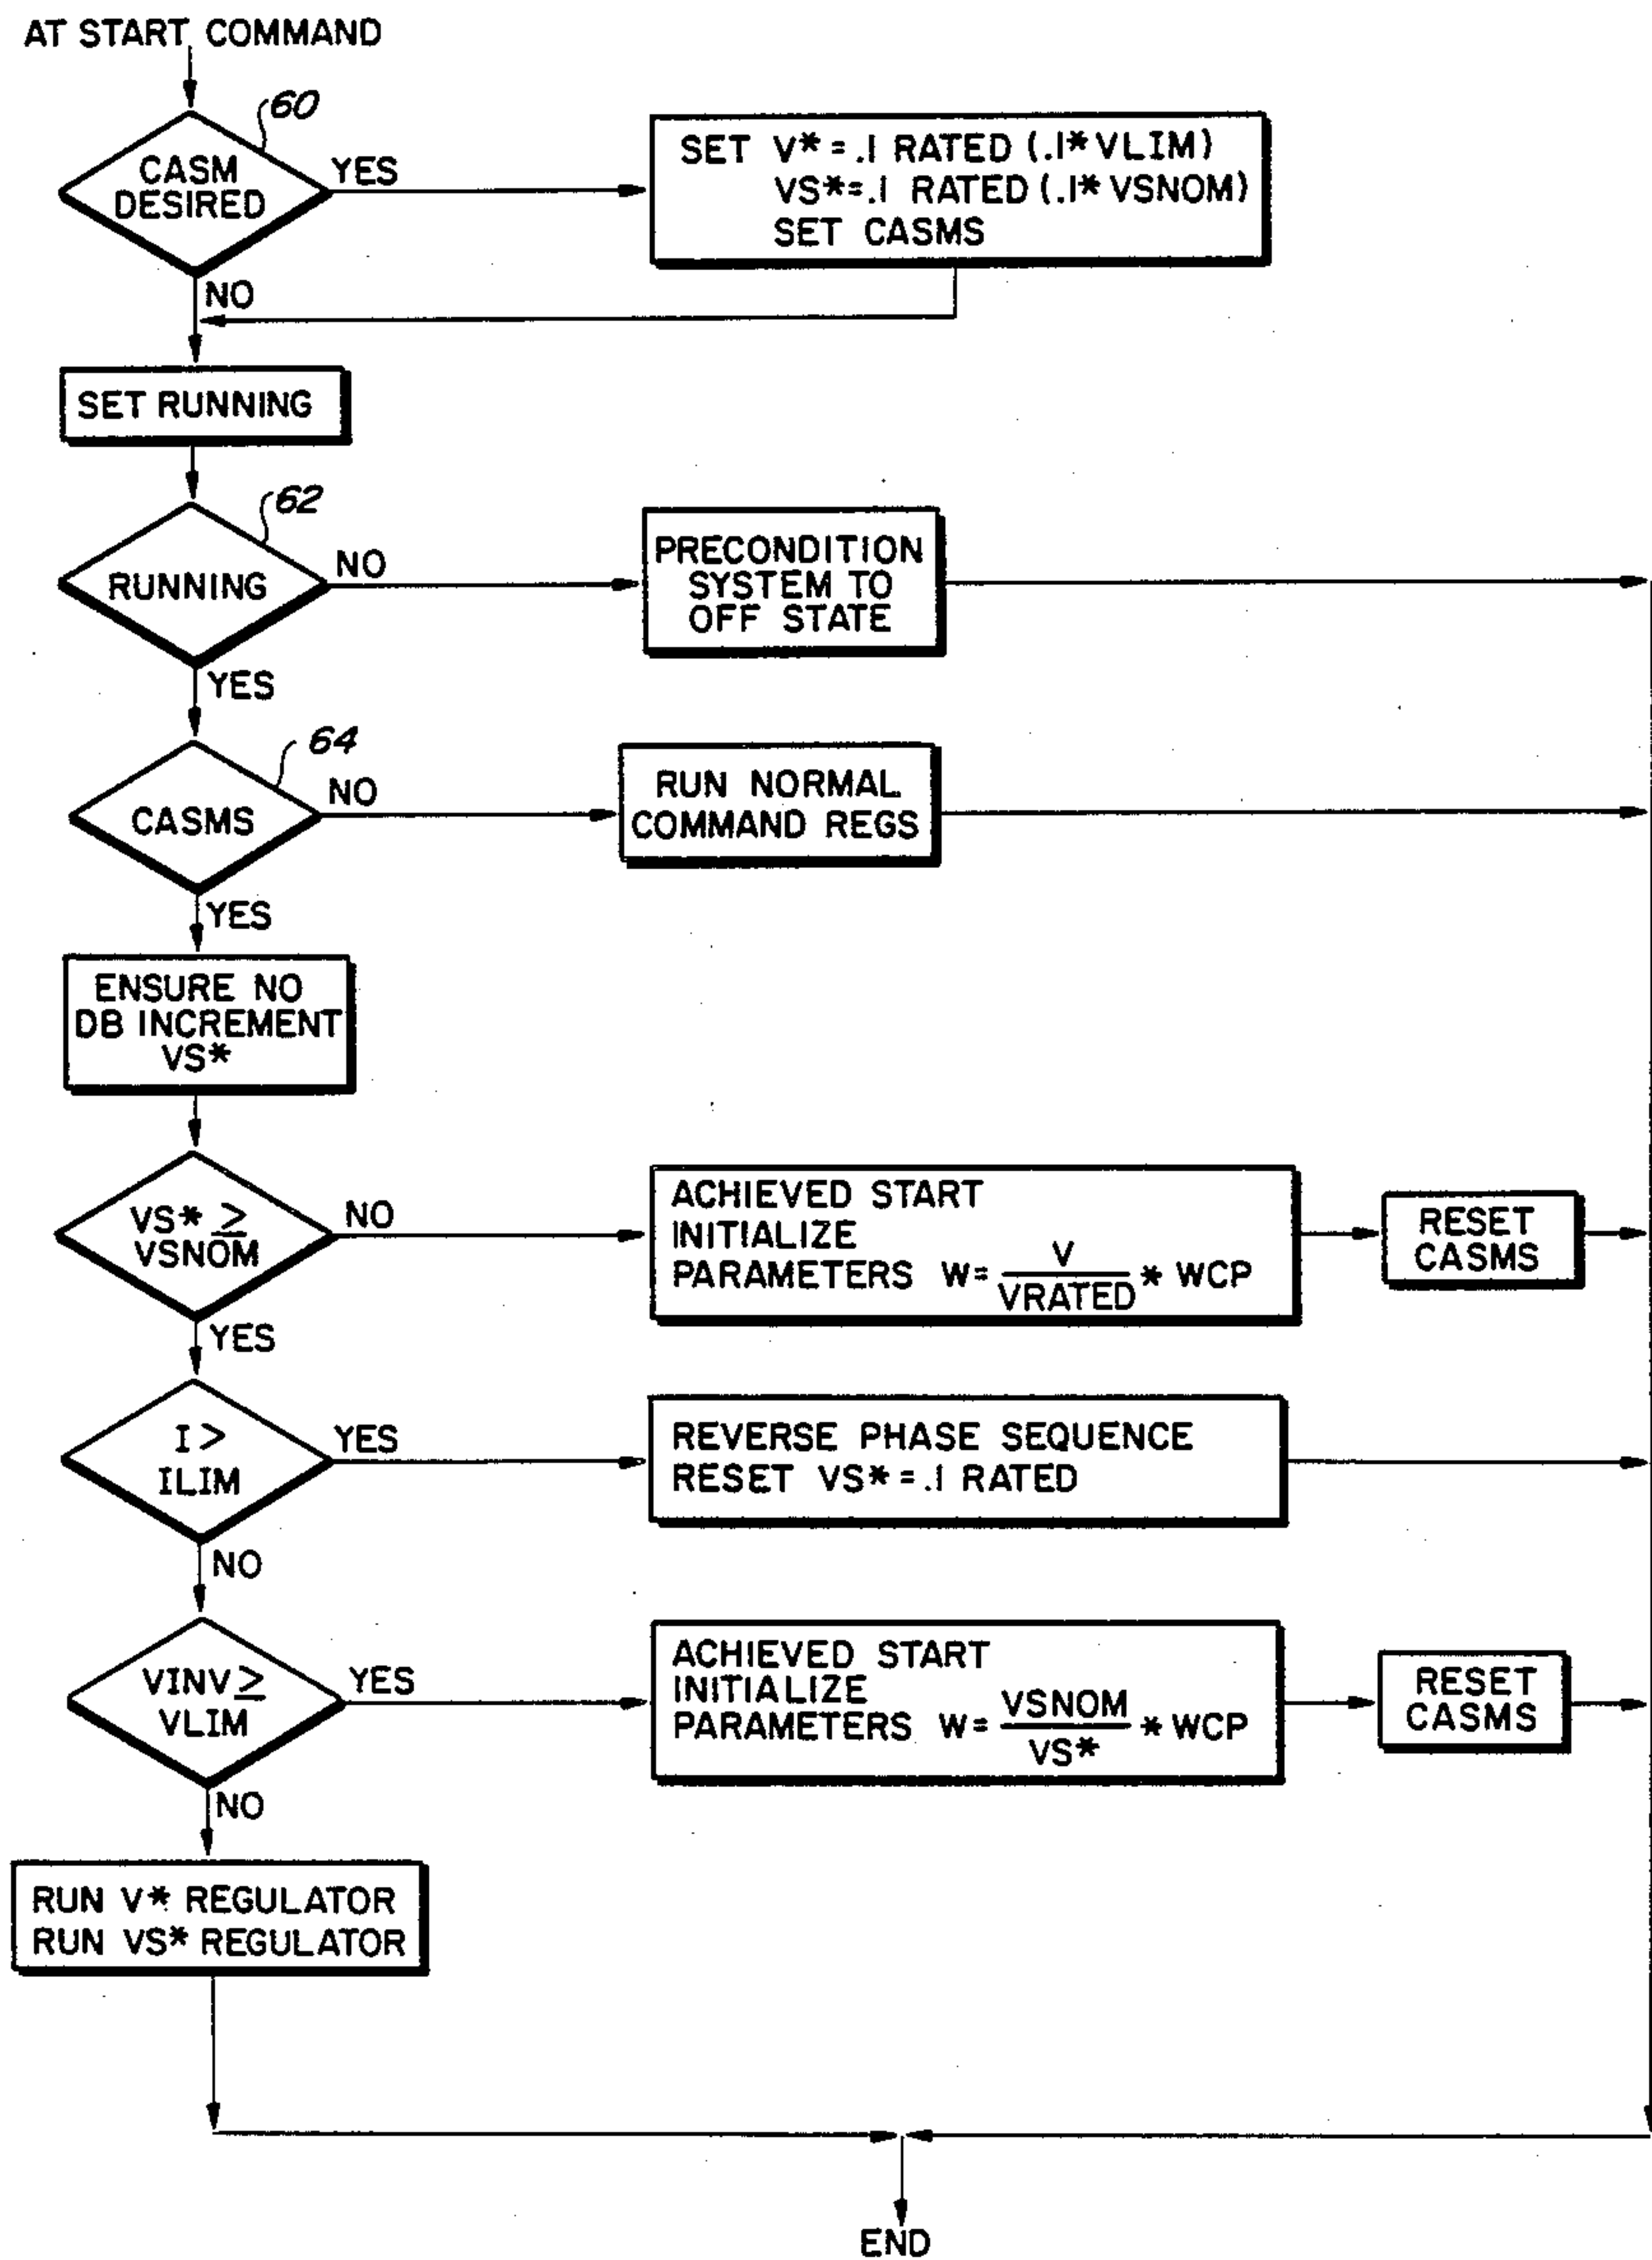 AT START COMMAND
60
CASM
DESIRED
YES
SET V* = .1 RATED (.1* VLIM)
VS* = .1 RATED (.1* VSNOM)
SET CASMS
NO
SET RUNNING
62
RUNNING
NO
PRECONDITION
SYSTEM TO
OFF STATE
YES
64
CASMS
NO
RUN NORMAL
COMMAND REGS
YES
ENSURE NO
DB INCREMENT
VS*
VS* ≥
VSNOM
NO
ACHIEVED START
INITIALIZE
PARAMETERS W= V/VRATED * WCP
RESET
CASMS
YES
I >
ILIM
YES
REVERSE PHASE SEQUENCE
RESET VS* = .1 RATED
NO
VINV ≥
VLIM
YES
ACHIEVED START
INITIALIZE
PARAMETERS W= VSNOM/VS* * WCP
RESET
CASMS
NO
RUN V* REGULATOR
RUN VS* REGULATOR
END